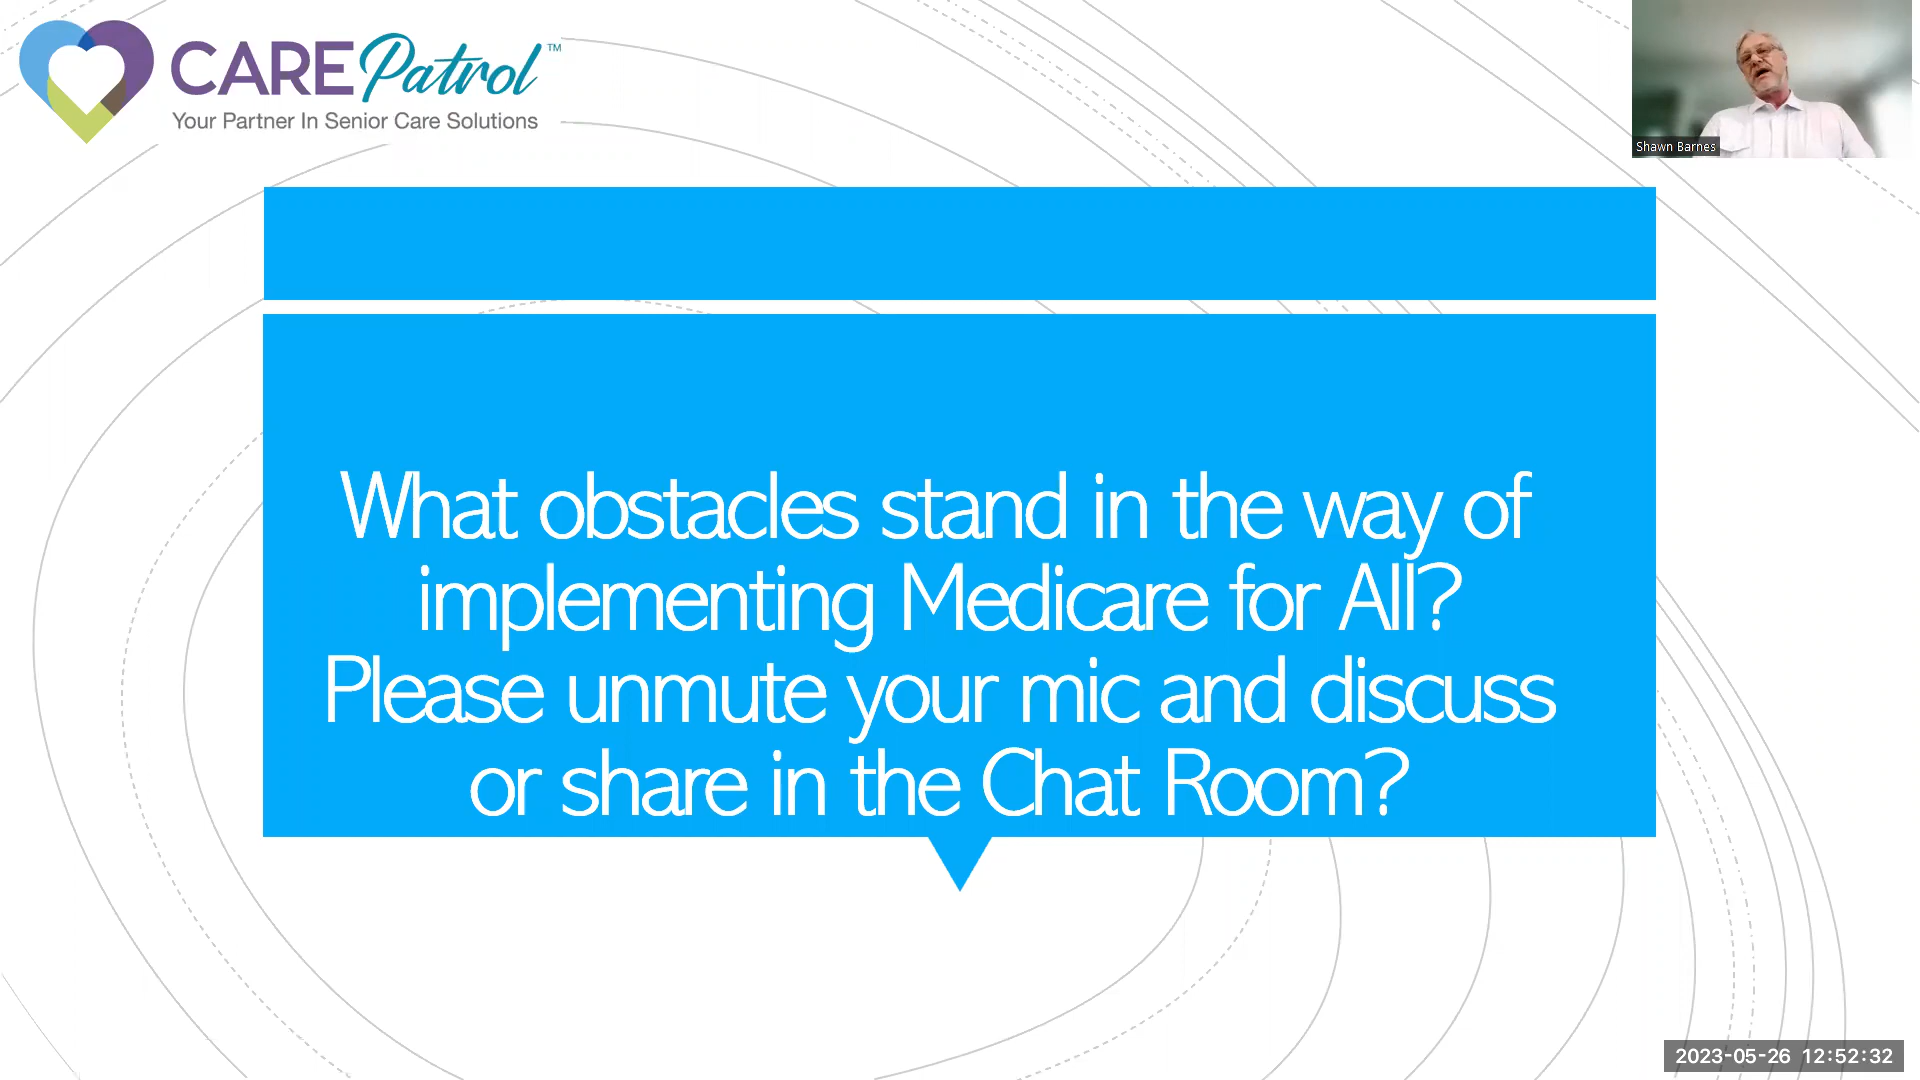 CAREPatrol™
Your Partner In Senior Care Solutions
Shawn Barnes
What obstacles stand in the way of
implementing Medicare for All?
Please unmute your mic and discuss
or share in the Chat Room?
2023-05-26 12:52:32